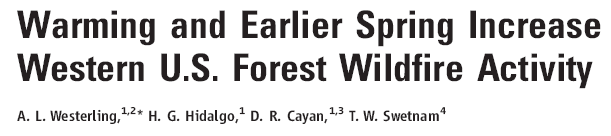 Warming and Earlier Spring Increase
Western U.S. Forest Wildfire Activity
A. L. Westerling,1,2* H. G. Hidalgo,1 D. R. Cayan,1,3 T. W. Swetnam4